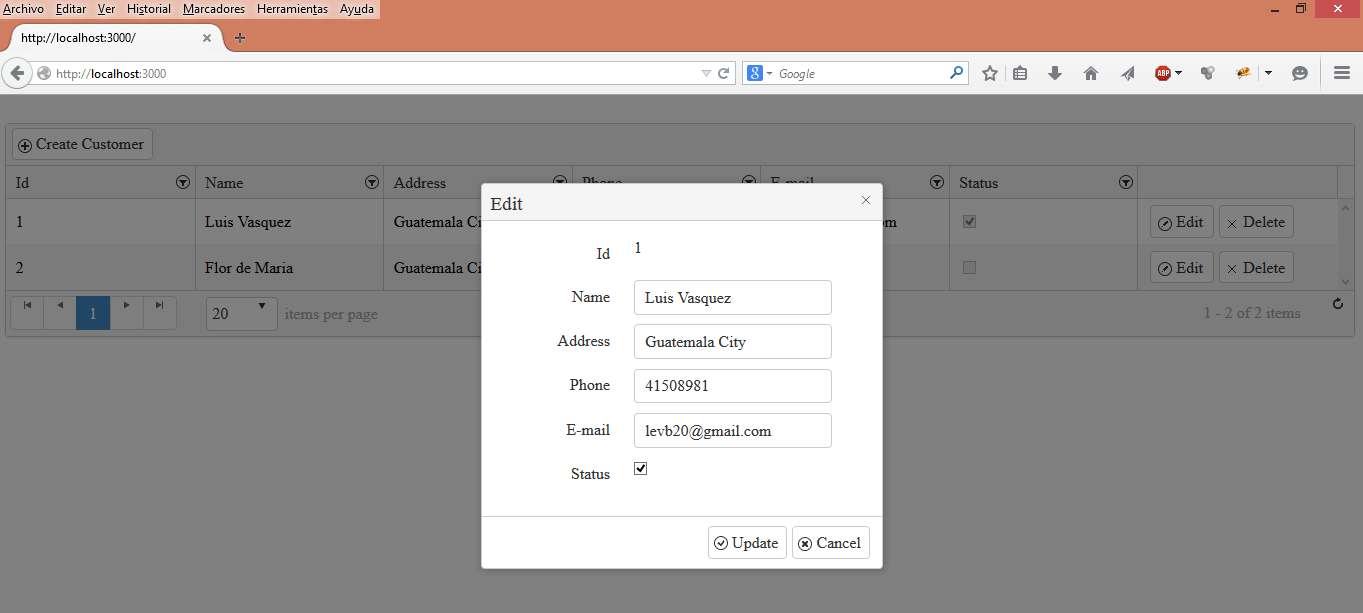 Archivo Editar Ver Historial Marcadores Herramientas Ayuda
http://localhost:3000/
http://localhost:3000
8 Google
ABP
Create Customer
Id Name Address Phone E-mail Status
1 Luis Vasquez Guatemala Ci om Edit Delete
2 Flor de Maria Guatemala Ci Edit Delete
1 20 items per page 1 - 2 of 2 items
Edit
Id 1
Name Luis Vasquez
Address Guatemala City
Phone 41508981
E-mail levb20@gmail.com
Status
Update Cancel